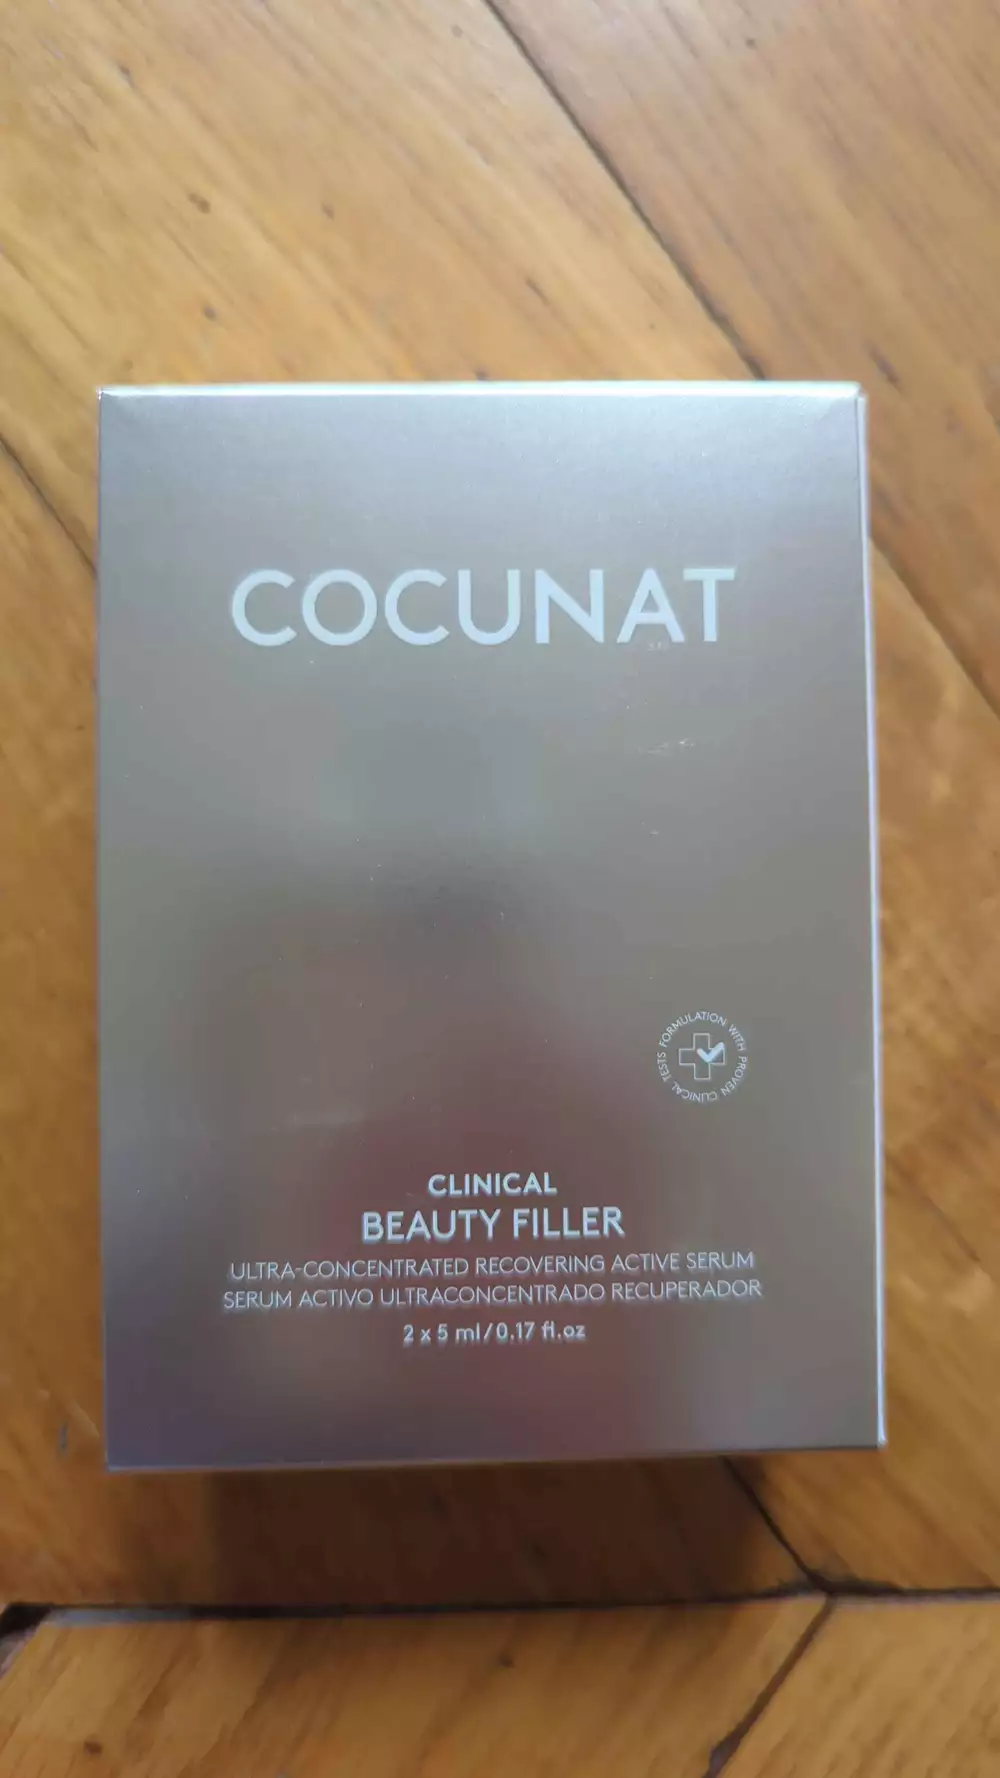 COCUNAT
FORMULATION WITH PROVEN CLINICAL TESTS
CLINICAL
BEAUTY FILLER
ULTRA-CONCENTRATED RECOVERING ACTIVE SERUM
SERUM ACTIVO ULTRACONCENTRADO RECUPERADOR
2 x 5 ml/0.17 fl.oz